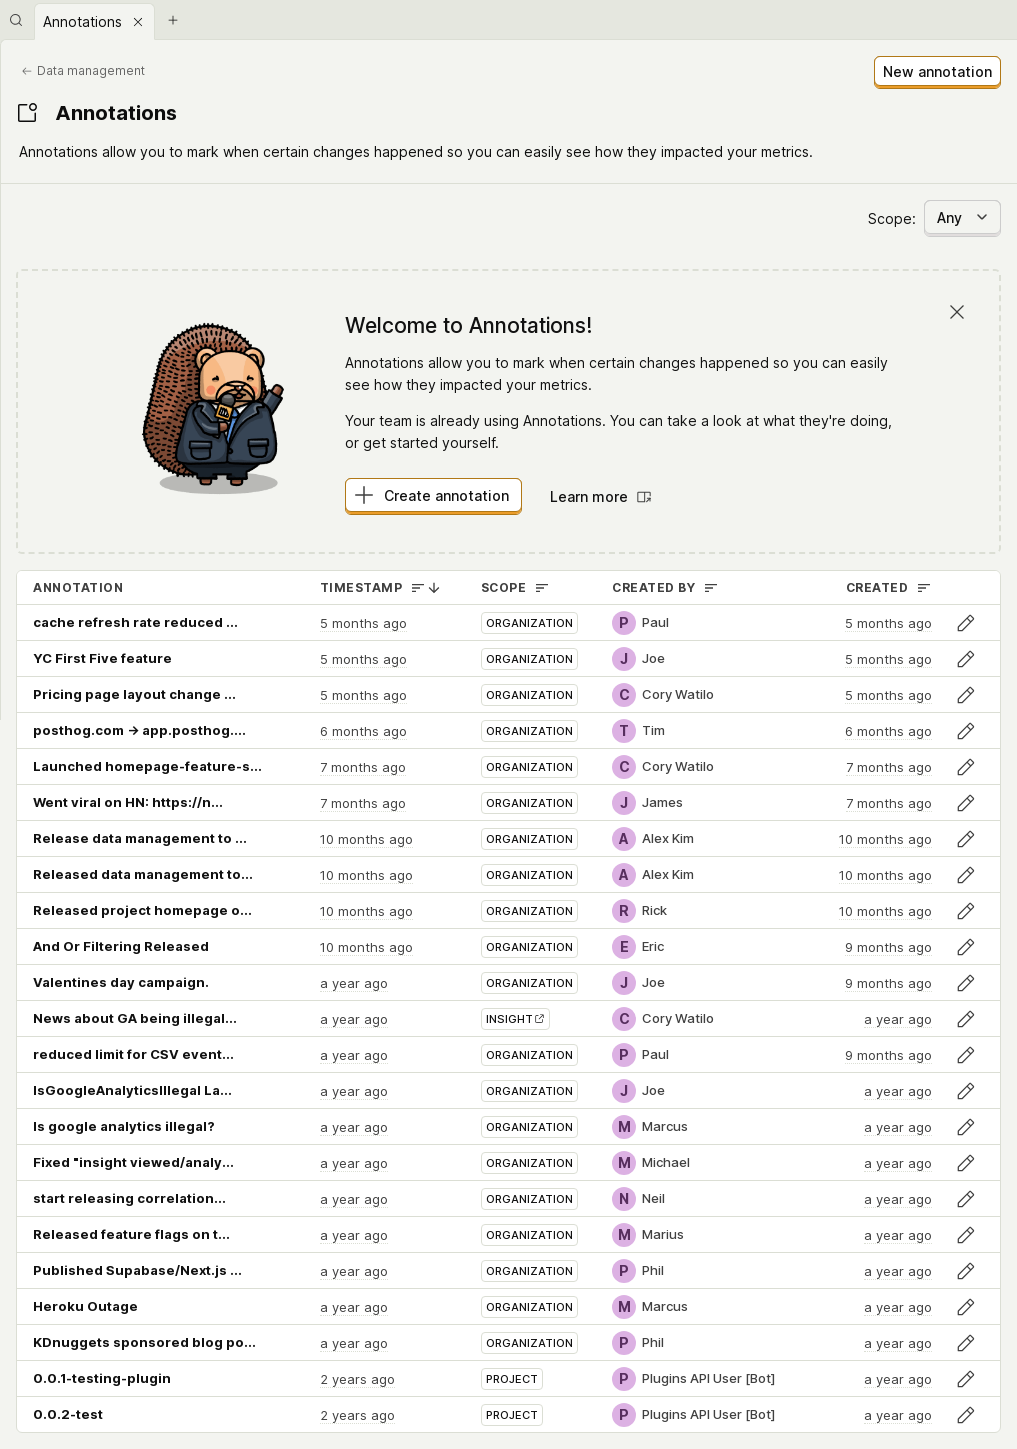 Annotations
Data management
New annotation
Annotations
Annotations allow you to mark when certain changes happened so you can easily see how they impacted your metrics.
Scope: Any
Welcome to Annotations!
Annotations allow you to mark when certain changes happened so you can easily
see how they impacted your metrics.
Your team is already using Annotations. You can take a look at what they're doing,
or get started yourself.
Create annotation Learn more
ANNOTATION TIMESTAMP SCOPE CREATED BY CREATED
cache refresh rate reduced ... 5 months ago ORGANIZATION P Paul 5 months ago
YC First Five feature 5 months ago ORGANIZATION J Joe 5 months ago
Pricing page layout change ... 5 months ago ORGANIZATION C Cory Watilo 5 months ago
posthog.com → app.posthog.... 6 months ago ORGANIZATION T Tim 6 months ago
Launched homepage-feature-s... 7 months ago ORGANIZATION C Cory Watilo 7 months ago
Went viral on HN: https://n... 7 months ago ORGANIZATION J James 7 months ago
Release data management to ... 10 months ago ORGANIZATION A Alex Kim 10 months ago
Released data management to... 10 months ago ORGANIZATION A Alex Kim 10 months ago
Released project homepage o... 10 months ago ORGANIZATION R Rick 10 months ago
And Or Filtering Released 10 months ago ORGANIZATION E Eric 9 months ago
Valentines day campaign. a year ago ORGANIZATION J Joe 9 months ago
News about GA being illegal... a year ago INSIGHT C Cory Watilo a year ago
reduced limit for CSV event... a year ago ORGANIZATION P Paul 9 months ago
IsGoogleAnalyticsIllegal La... a year ago ORGANIZATION J Joe a year ago
Is google analytics illegal? a year ago ORGANIZATION M Marcus a year ago
Fixed "insight viewed/analy... a year ago ORGANIZATION M Michael a year ago
start releasing correlation... a year ago ORGANIZATION N Neil a year ago
Released feature flags on t... a year ago ORGANIZATION M Marius a year ago
Published Supabase/Next.js ... a year ago ORGANIZATION P Phil a year ago
Heroku Outage a year ago ORGANIZATION M Marcus a year ago
KDnuggets sponsored blog po... a year ago ORGANIZATION P Phil a year ago
0.0.1-testing-plugin 2 years ago PROJECT P Plugins API User [Bot] a year ago
0.0.2-test 2 years ago PROJECT P Plugins API User [Bot] a year ago